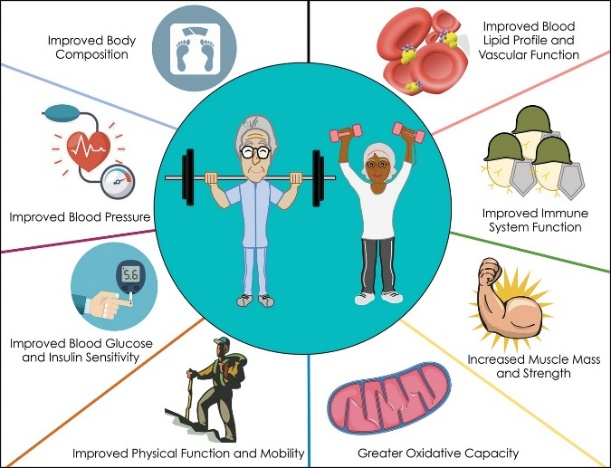 Improved Body
Composition
Improved Blood
Lipid Profile and
Vascular Function
Improved Blood Pressure
Improved Immune
System Function
5.6
Improved Blood Glucose
and Insulin Sensitivity
Increased Muscle Mass
and Strength
Improved Physical Function and Mobility
Greater Oxidative Capacity